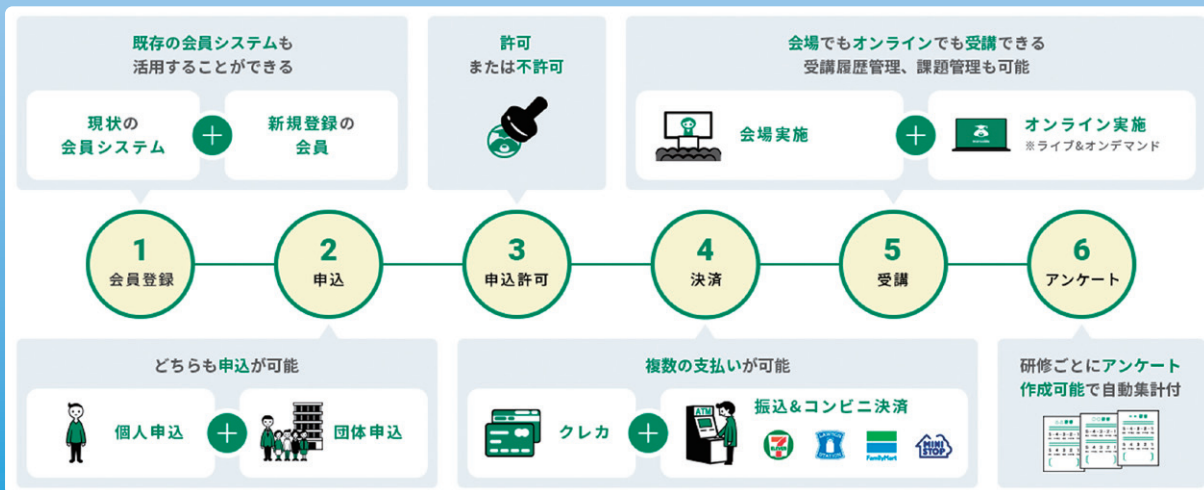 既存の会員システムも
活用することができる
現状の
会員システム
新規登録の
会員
許可
または不許可
会場でもオンラインでも受講できる
受講履歴管理、課題管理も可能
会場実施
オンライン実施
※ライブ&オンデマンド
1
会員登録
2
申込
3
申込許可
4
決済
5
受講
6
アンケート
どちらも申込が可能
個人申込
団体申込
複数の支払いが可能
クレカ
ATM
振込&コンビニ決済
FamilyMart
MINI
STOP
研修ごとにアンケート
作成可能で自動集計付